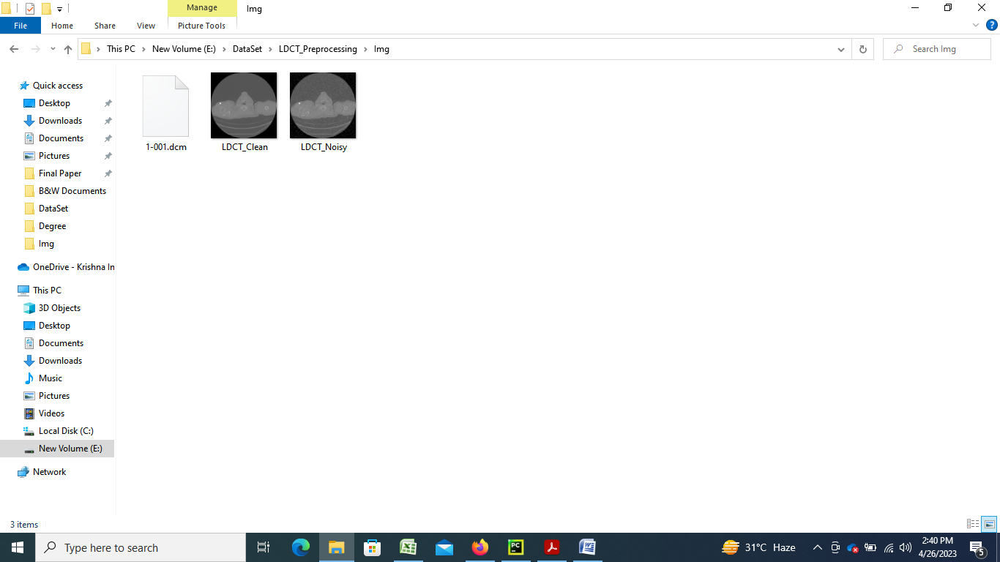 Manage
Img
File
Home
Share
View
Picture Tools
?
This PC
New Volume (E:)
DataSet
LDCT_Preprocessing
Img
Search Img
Quick access
Desktop
Downloads
Documents
Pictures
Final Paper
B&W Documents
DataSet
Degree
Img
OneDrive - Krishna In
This PC
3D Objects
Desktop
Documents
Downloads
Music
Pictures
Videos
Local Disk (C:)
New Volume (E:)
Network
1-001.dcm
LDCT_Clean
LDCT_Noisy
3 items
Type here to search
PC
31°C Haze
2:40 PM
4/26/2023
5